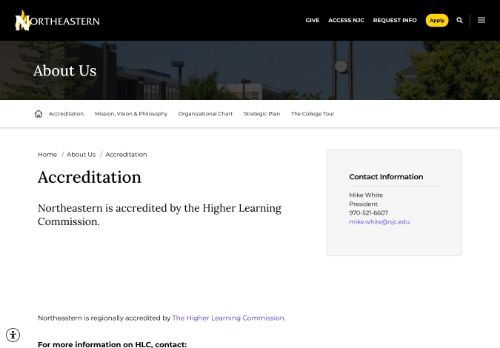 NORTHEASTERN
GIVE ACCESS NJC REQUEST INFO Apply
About Us
Accreditation Mission, Vision & Philosophy Organizational Chart Strategic Plan The College Tour
Home / About Us / Accreditation
Accreditation
Northeastern is accredited by the Higher Learning
Commission.
Contact Information
Mike White
President
970-521-6607
mike.white@njc.edu
Northeastern is regionally accredited by The Higher Learning Commission.
For more information on HLC, contact: